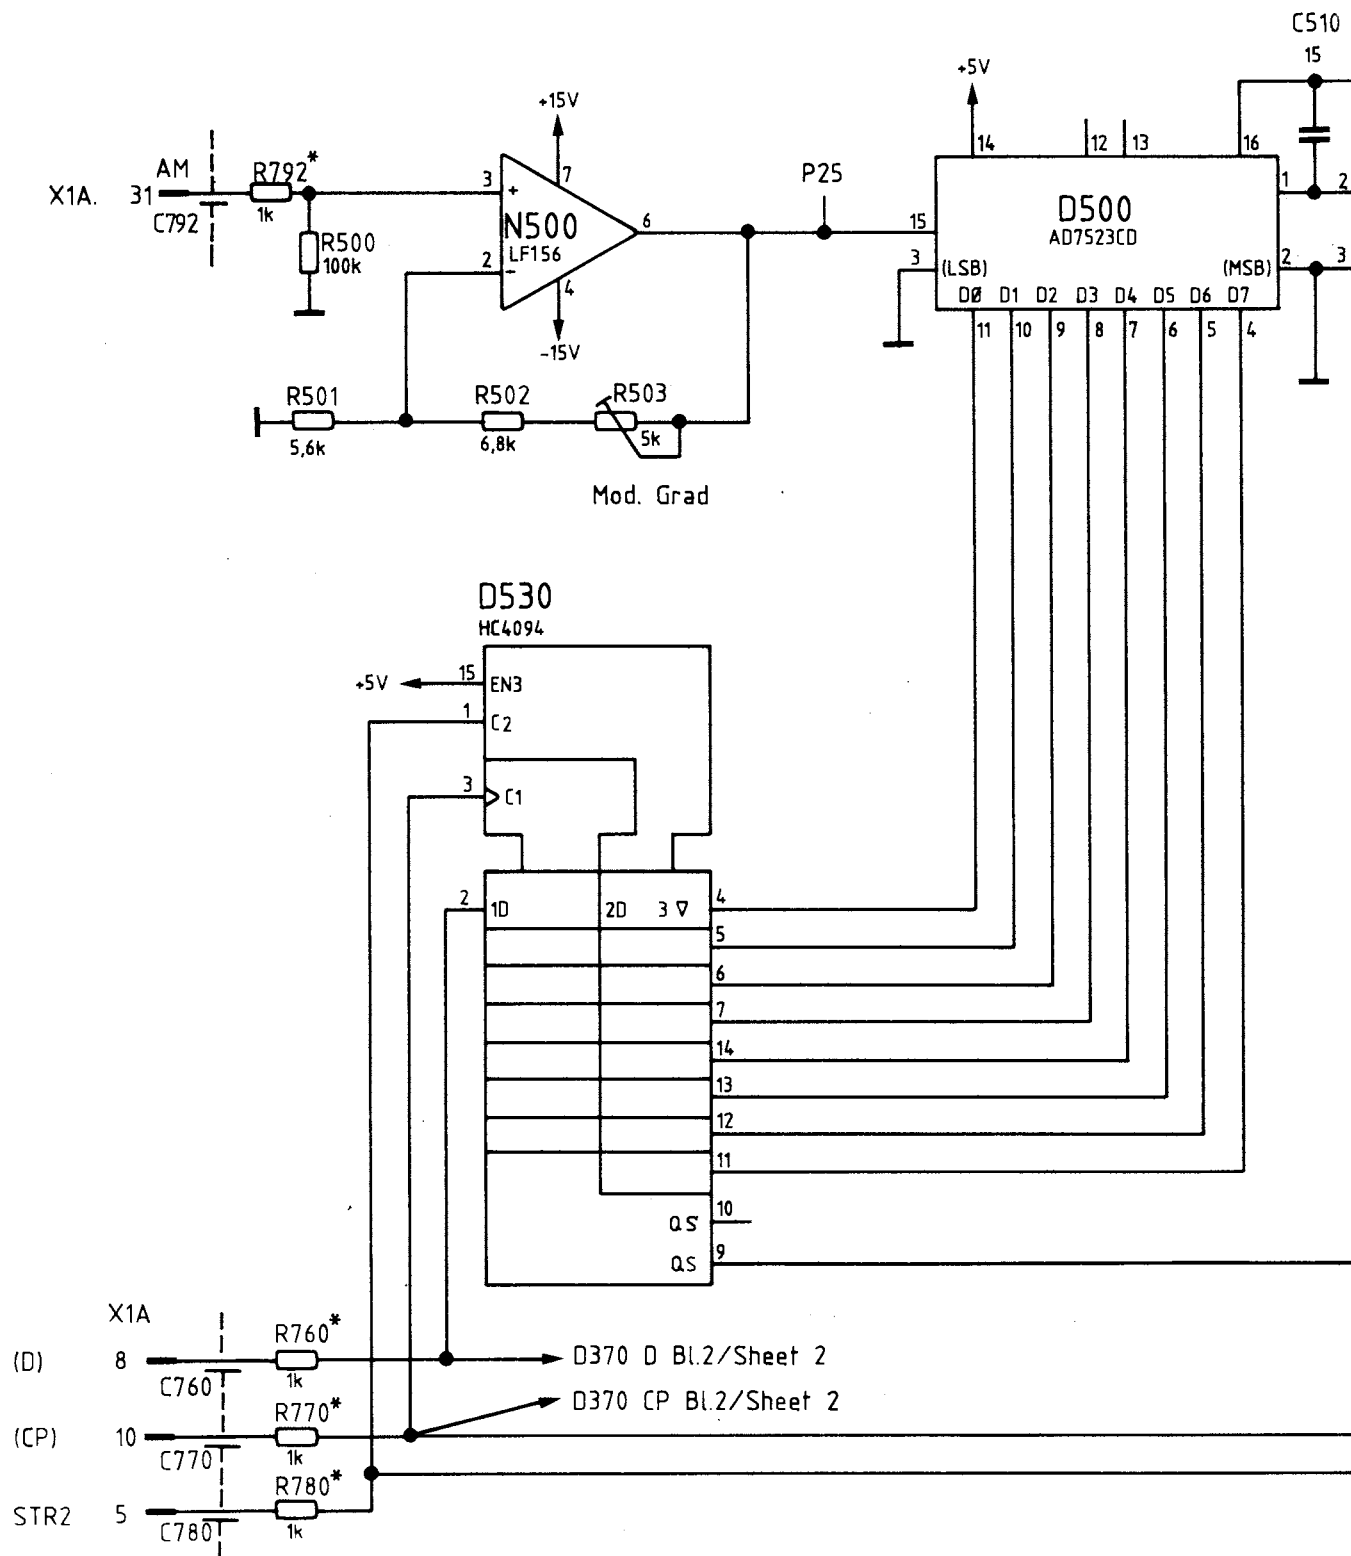 C510
15
+5V
14
12
13
16
AM
X1A.
31
C792
R792*
1k
R500
100k
+15V
7
3
+
N500
LF156
6
2
−
4
-15V
P25
15
3
(LSB)
D500
AD7523CD
(MSB)
1
2
2
3
DØ D1 D2 D3 D4 D5 D6 D7
11 10 9 8 7 6 5 4
R501
5,6k
R502
6,8k
R503
5k
Mod. Grad
D530
HC4094
+5V
15
EN3
1
C2
3
C1
2
1D
2D
3 ∇
4
5
6
7
14
13
12
11
QS'
10
QS
9
X1A
(D)
8
C760
R760*
1k
D370 D Bl.2/Sheet 2
D370 CP Bl.2/Sheet 2
(CP)
10
C770
R770*
1k
STR2
5
C780
R780*
1k